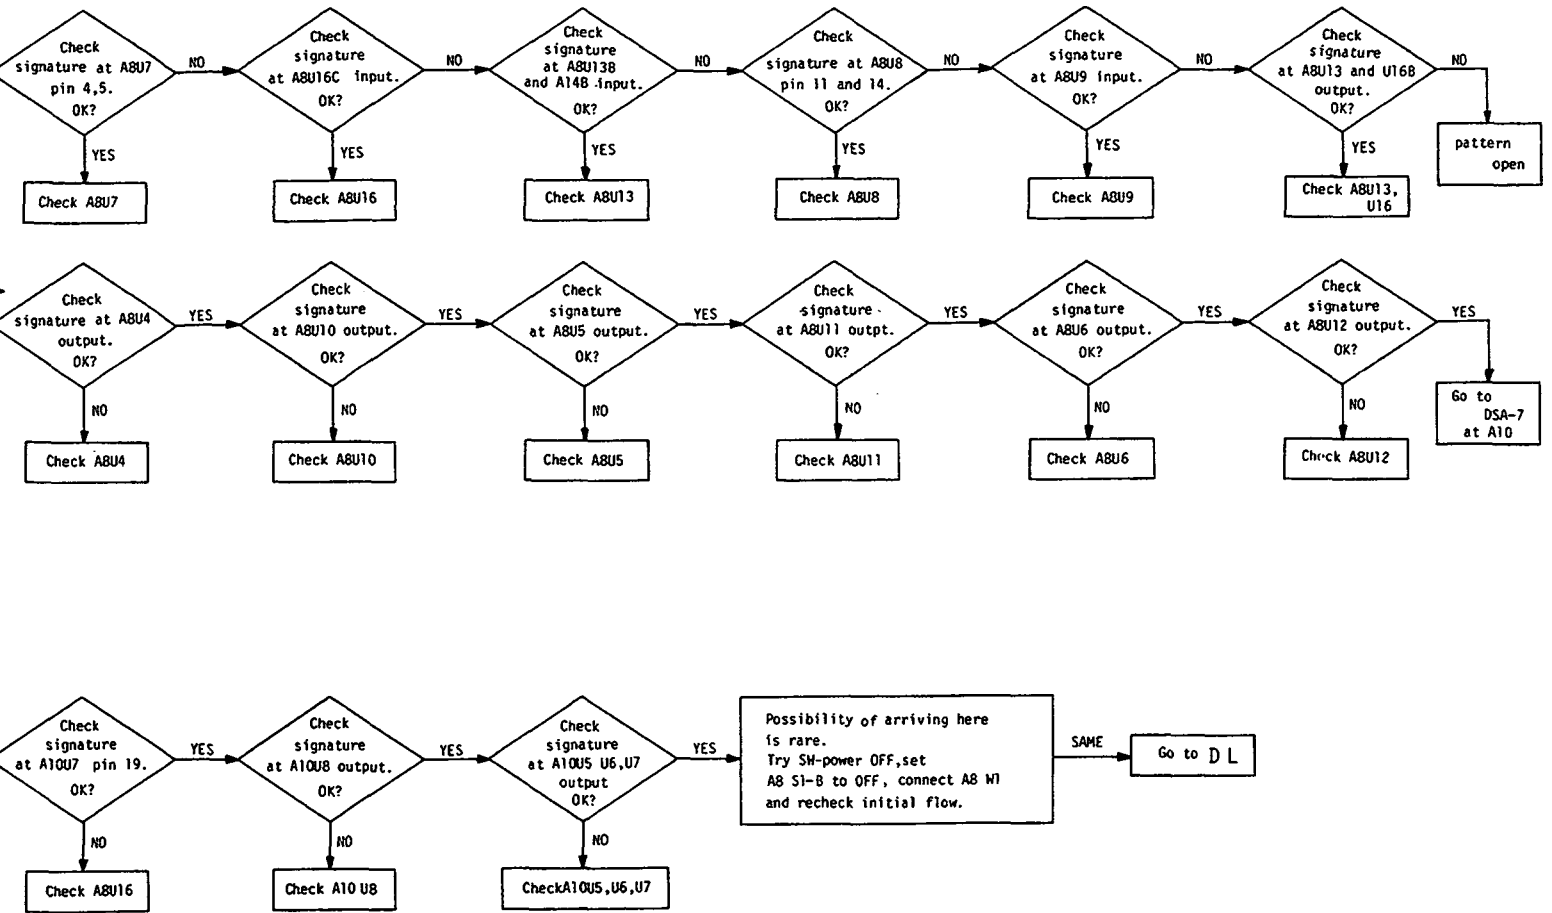 Check
signature at A8U7
pin 4,5.
OK?
NO
YES
Check A8U7
Check
signature
at A8U16C input.
OK?
NO
YES
Check A8U16
Check
signature
at A8U13B
and A14B input.
OK?
NO
YES
Check A8U13
Check
signature at A8U8
pin 11 and 14.
OK?
NO
YES
Check A8U8
Check
signature
at A8U9 input.
OK?
NO
YES
Check A8U9
Check
signature
at A8U13 and U16B
output.
OK?
NO
YES
Check A8U13,
U16
pattern
open
Check
signature at A8U4
output.
OK?
YES
NO
Check A8U4
Check
signature
at A8U10 output.
OK?
YES
NO
Check A8U10
Check
signature
at A8U5 output.
OK?
YES
NO
Check A8U5
Check
signature
at A8U11 outpt.
OK?
YES
NO
Check A8U11
Check
signature
at A8U6 output.
OK?
YES
NO
Check A8U6
Check
signature
at A8U12 output.
OK?
YES
NO
Check A8U12
Go to
DSA-7
at A10
Check
signature
at A10U7 pin 19.
OK?
YES
NO
Check A8U16
Check
signature
at A10U8 output.
OK?
YES
NO
Check A10 U8
Check
signature
at A10U5 U6,U7
output
OK?
YES
NO
CheckA10U5,U6,U7
Possibility of arriving here
is rare.
Try SW-power OFF,set
A8 S1-B to OFF, connect A8 W1
and recheck initial flow.
SAME
Go to DL